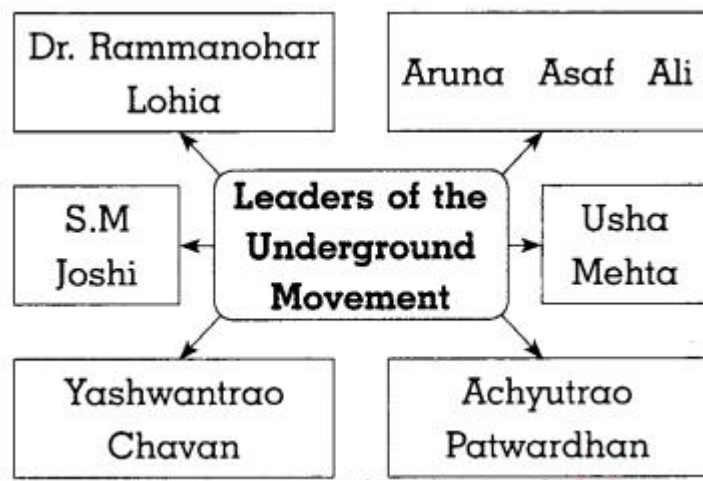 Dr. Rammanohar
Lohia
Aruna Asaf Ali
Leaders of the
Underground
Movement
S.M
Joshi
Usha
Mehta
Yashwantrao
Chavan
Achyutrao
Patwardhan